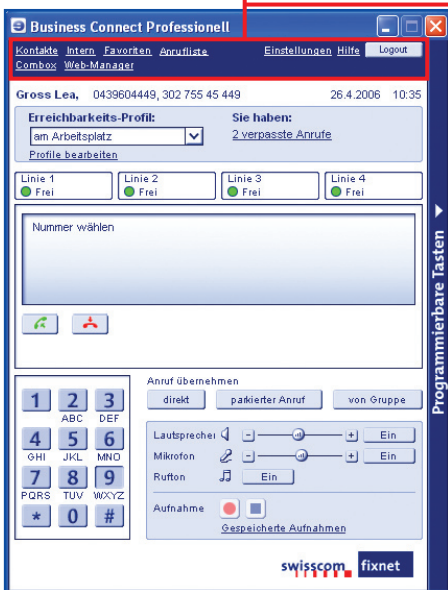 Business Connect Professionell
Kontakte Intern Favoriten Anrufliste Einstellungen Hilfe Logout
Combox Web-Manager
Gross Lea, 0439604449, 302 755 45 449 26.4.2006 10:35
Erreichbarkeits-Profil: Sie haben:
am Arbeitsplatz 2 verpasste Anrufe
Profile bearbeiten
Linie 1 Linie 2 Linie 3 Linie 4
Frei Frei Frei Frei
Nummer wählen
Programmierbare Tasten
Anruf übernehmen
direkt parkierter Anruf von Gruppe
1 2 3
ABC DEF
4 5 6
GHI JKL MNO
7 8 9
PQRS TUV WXYZ
* 0 #
Lautsprecher - + Ein
Mikrofon - + Ein
Rufton Ein
Aufnahme
Gespeicherte Aufnahmen
swisscom fixnet